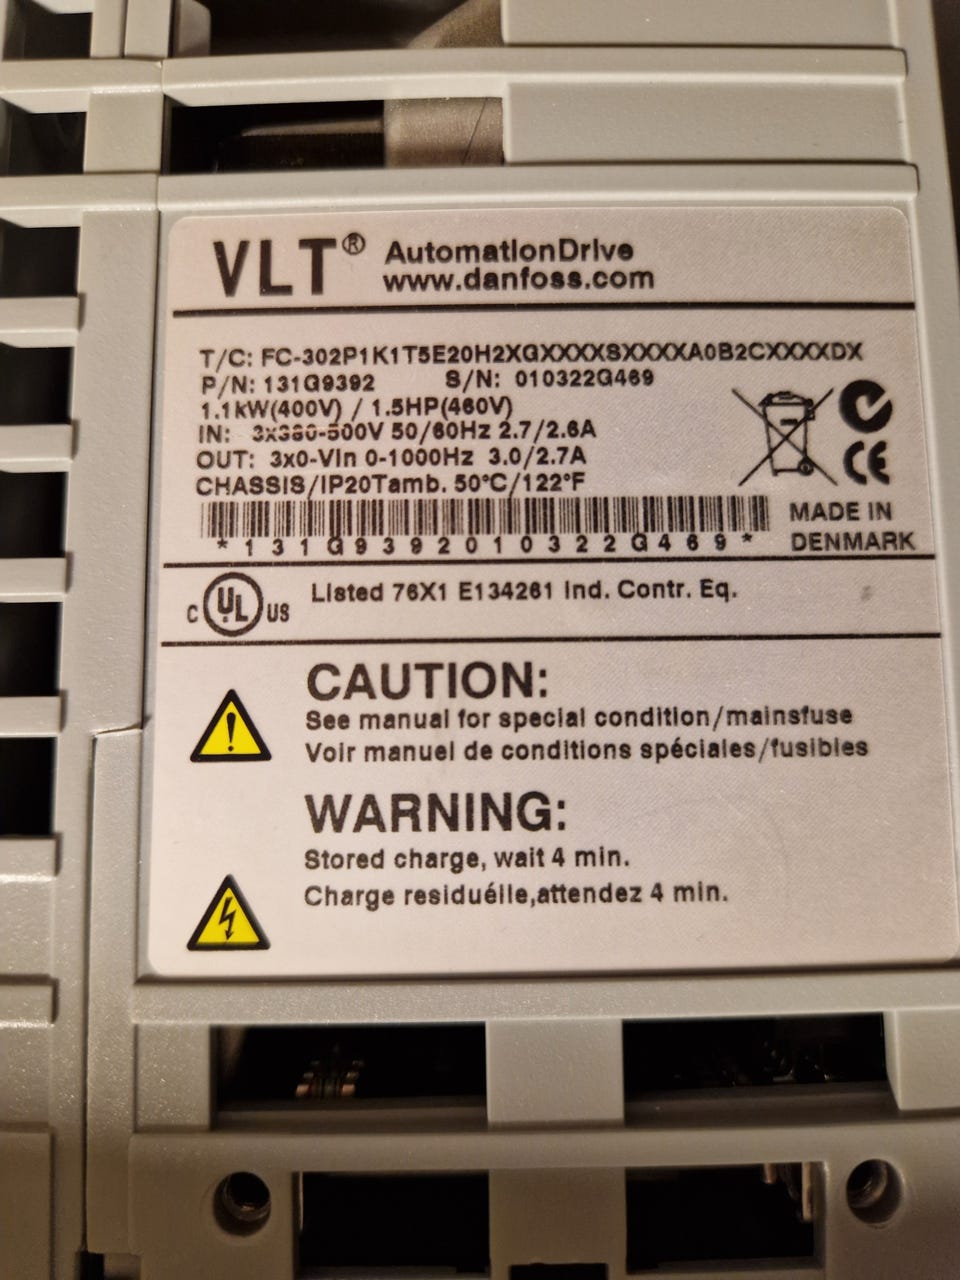 VLT® AutomationDrive
www.danfoss.com
T/C: FC-302P1K1T5E20H2XGXXXXSXXXXA0B2CXXXXDX
P/N: 131G9392 S/N: 010322G469
1.1kW(400V) / 1.5HP(460V)
IN: 3x380-500V 50/60Hz 2.7/2.6A
OUT: 3x0-Vin 0-1000Hz 3.0/2.7A
CHASSIS/IP20Tamb. 50°C/122°F
*131G9392010322G469*
MADE IN
DENMARK
CE
C UL US Listed 76X1 E134261 Ind. Contr. Eq.
CAUTION:
See manual for special condition/mainsfuse
Voir manuel de conditions spéciales/fusibles
WARNING:
Stored charge, wait 4 min.
Charge residuélle,attendez 4 min.